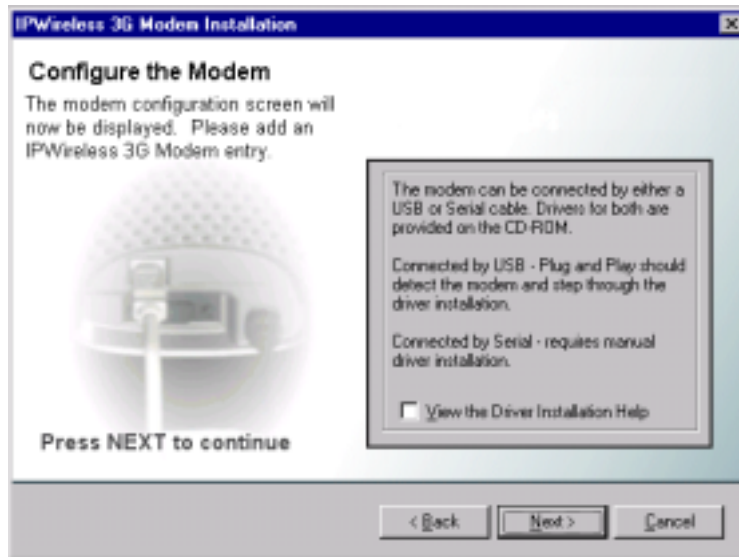 IPWireless 3G Modem Installation
Configure the Modem
The modem configuration screen will
now be displayed. Please add an
IPWireless 3G Modem entry.
The modem can be connected by either a
USB or Serial cable. Drivers for both are
provided on the CD-ROM.
Connected by USB - Plug and Play should
detect the modem and step through the
driver installation.
Connected by Serial - requires manual
driver installation.
View the Driver Installation Help
Press NEXT to continue
< Back
Next >
Cancel